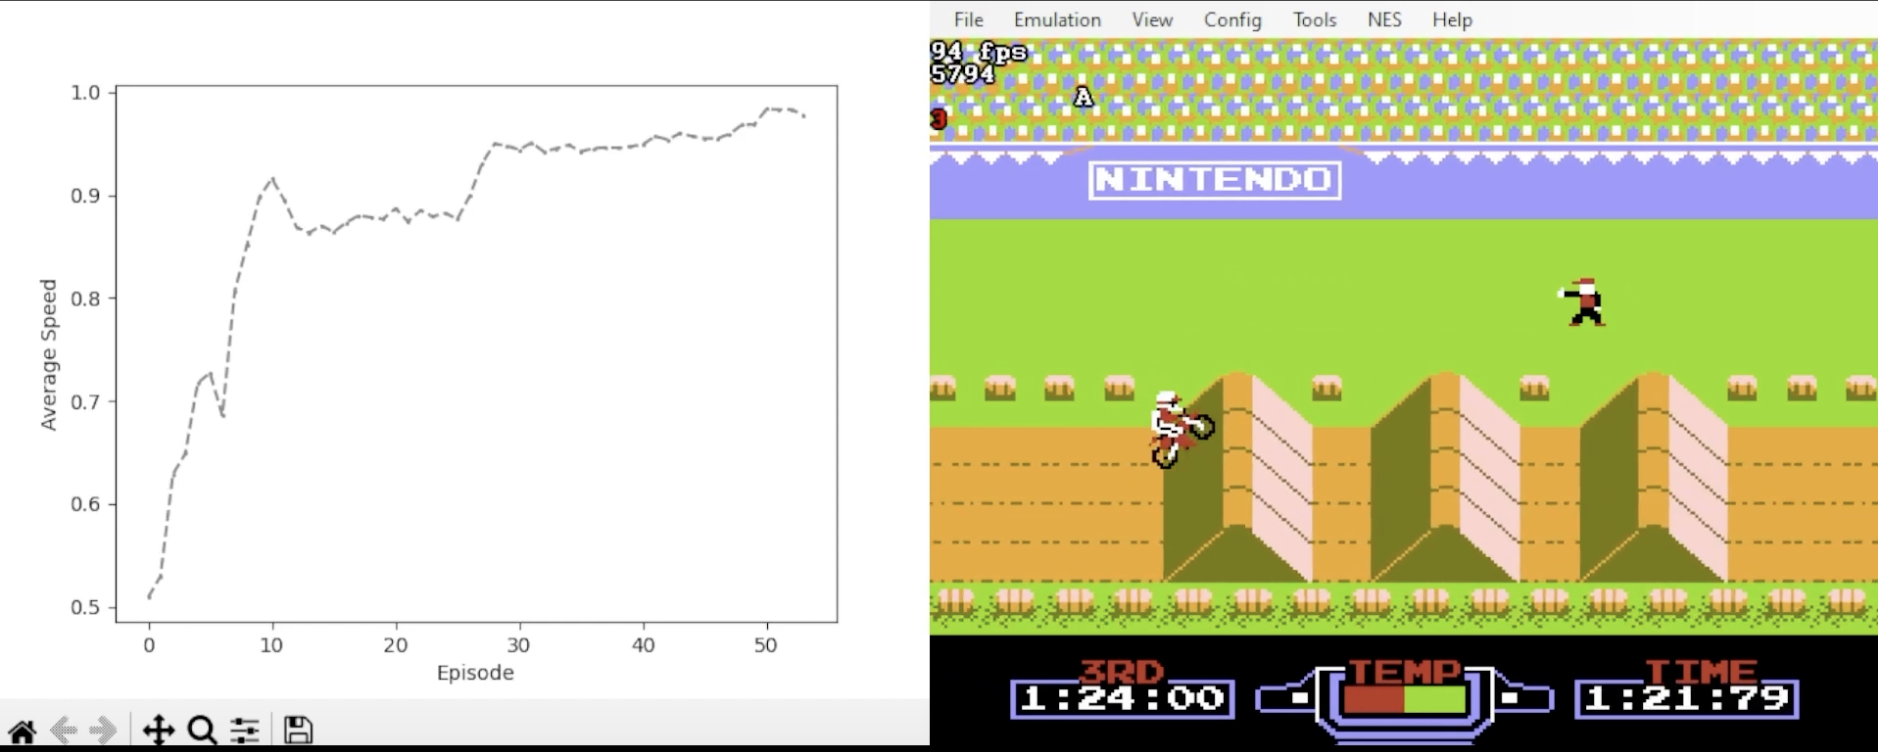 1.0
0.9
0.8
0.7
0.6
0.5
Average Speed
0 10 20 30 40 50
Episode
File Emulation View Config Tools NES Help
94 fps
5794
A
3
NINTENDO
3RD TEMP TIME
1:24:00 1:21:79